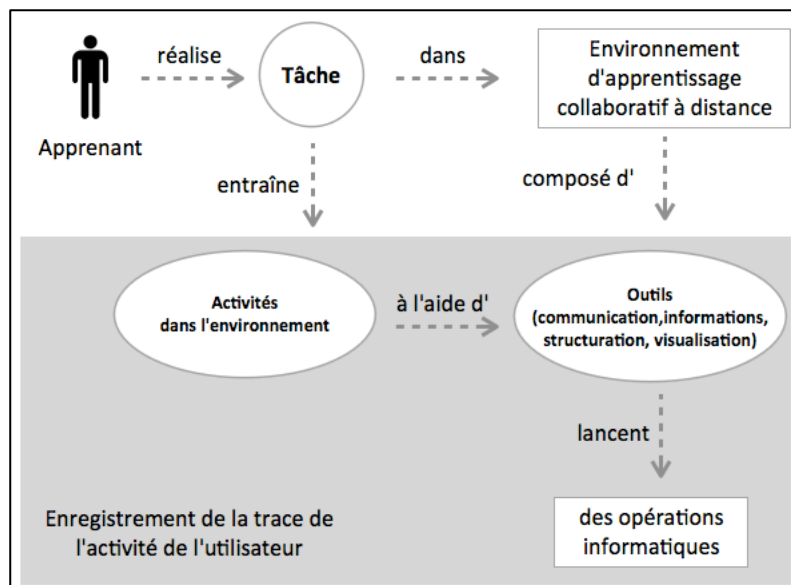 réalise
Tâche
dans
Environnement
d'apprentissage
collaboratif à distance
Apprenant
entraîne
composé d'
Activités
dans l'environnement
à l'aide d'
Outils
(communication,informations,
structuration, visualisation)
lancent
Enregistrement de la trace de
l'activité de l'utilisateur
des opérations
informatiques